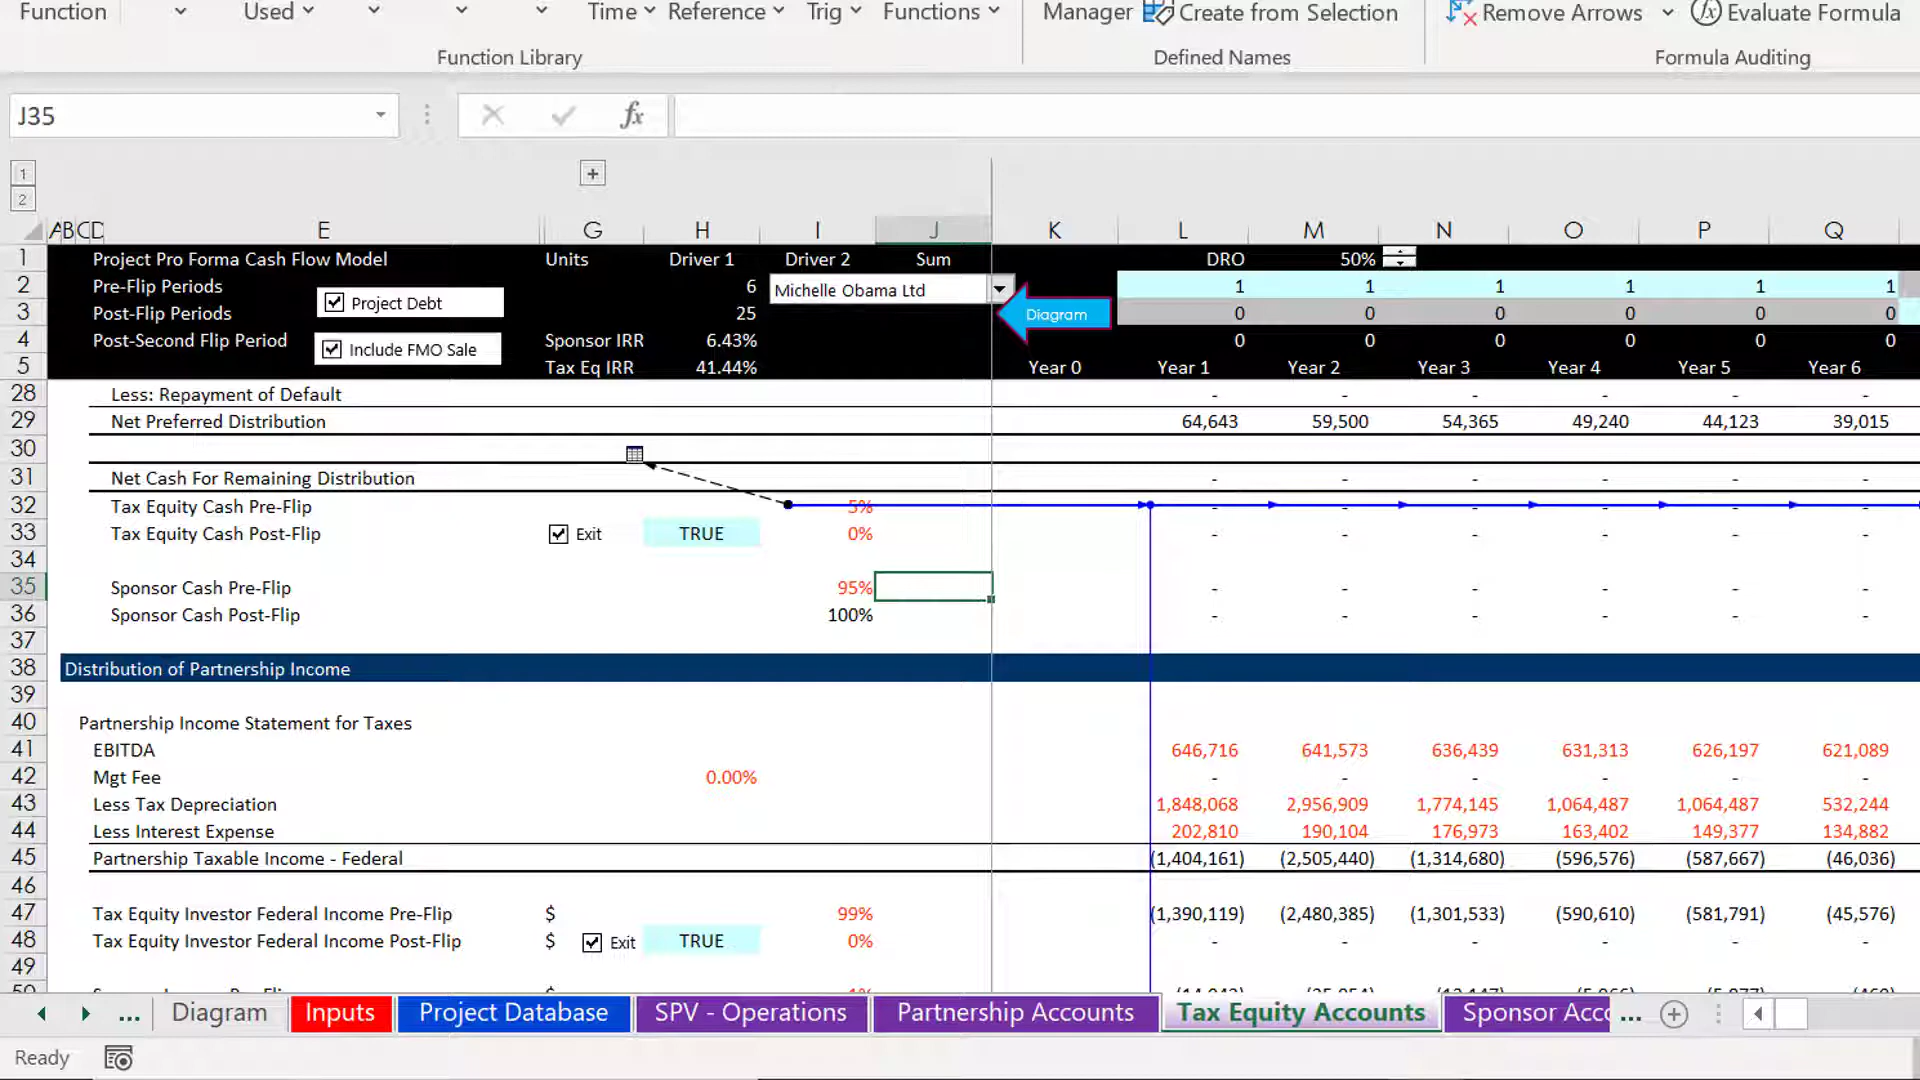 Function Used Time Reference Trig Functions Manager Create from Selection Remove Arrows Evaluate Formula
Function Library Defined Names Formula Auditing
J35 fx
1
2
+
A B C D E G H I J K L M N O P Q
1 Project Pro Forma Cash Flow Model Units Driver 1 Driver 2 Sum DRO 50%
2 Pre-Flip Periods 6 Michelle Obama Ltd 1 1 1 1 1 1
Project Debt
3 Post-Flip Periods 25 Diagram 0 0 0 0 0 0
4 Post-Second Flip Period Include FMO Sale Sponsor IRR 6.43% 0 0 0 0 0 0
5 Tax Eq IRR 41.44% Year 0 Year 1 Year 2 Year 3 Year 4 Year 5 Year 6
28 Less: Repayment of Default - - - - - -
29 Net Preferred Distribution 64,643 59,500 54,365 49,240 44,123 39,015
30
31 Net Cash For Remaining Distribution - - - - - -
32 Tax Equity Cash Pre-Flip 5% - - - - - -
33 Tax Equity Cash Post-Flip Exit TRUE 0% - - - - - -
34
35 Sponsor Cash Pre-Flip 95% - - - - - -
36 Sponsor Cash Post-Flip 100% - - - - - -
37
38 Distribution of Partnership Income
39
40 Partnership Income Statement for Taxes
41 EBITDA 646,716 641,573 636,439 631,313 626,197 621,089
42 Mgt Fee 0.00% - - - - - -
43 Less Tax Depreciation 1,848,068 2,956,909 1,774,145 1,064,487 1,064,487 532,244
44 Less Interest Expense 202,810 190,104 176,973 163,402 149,377 134,882
45 Partnership Taxable Income - Federal (1,404,161) (2,505,440) (1,314,680) (596,576) (587,667) (46,036)
46
47 Tax Equity Investor Federal Income Pre-Flip $ 99% (1,390,119) (2,480,385) (1,301,533) (590,610) (581,791) (45,576)
48 Tax Equity Investor Federal Income Post-Flip $ Exit TRUE 0% - - - - - -
49
... Diagram Inputs Project Database SPV - Operations Partnership Accounts Tax Equity Accounts Sponsor Acco ...
Ready